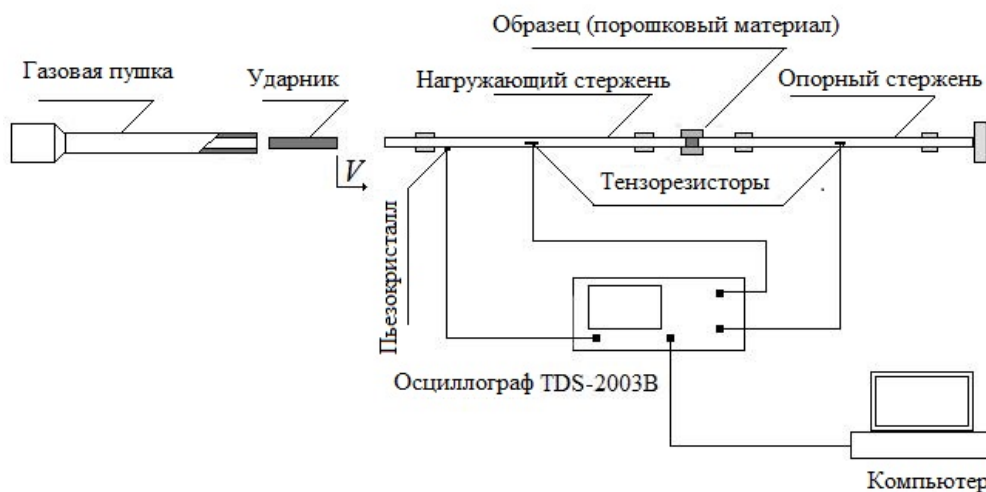 Образец (порошковый материал)
Газовая пушка
Ударник
Нагружающий стержень
Опорный стержень
V
Тензорезисторы
Пьезокристалл
Осциллограф TDS-2003B
Компьютер